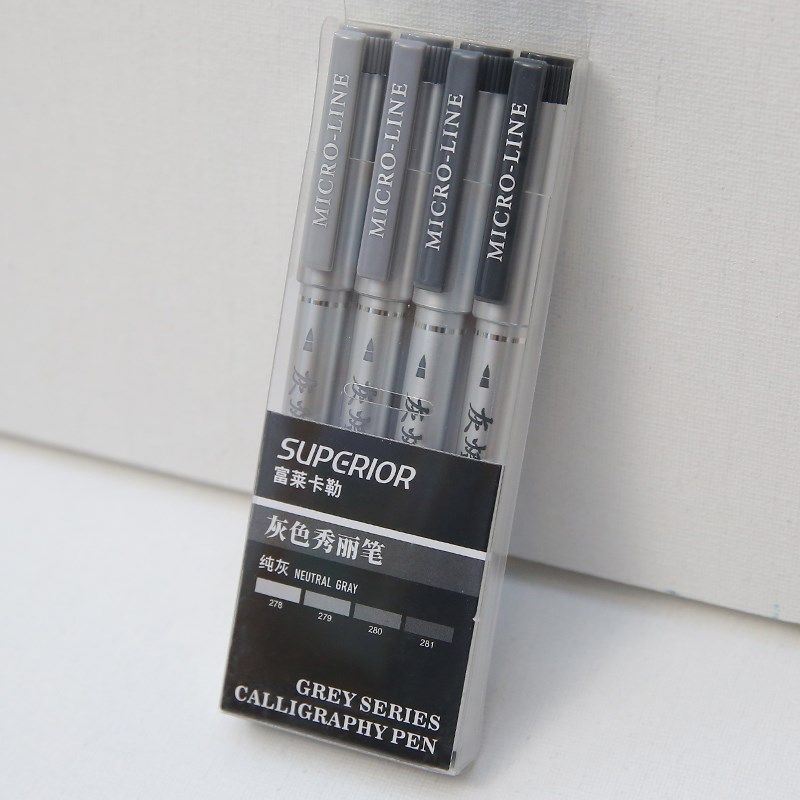 MICRO-LINE
MICRO-LINE
MICRO-LINE
MICRO-LINE
SUPERIOR
富莱卡勒
灰色秀丽笔
纯灰 NEUTRAL GRAY
278 279 280 281
GREY SERIES
CALLIGRAPHY PEN